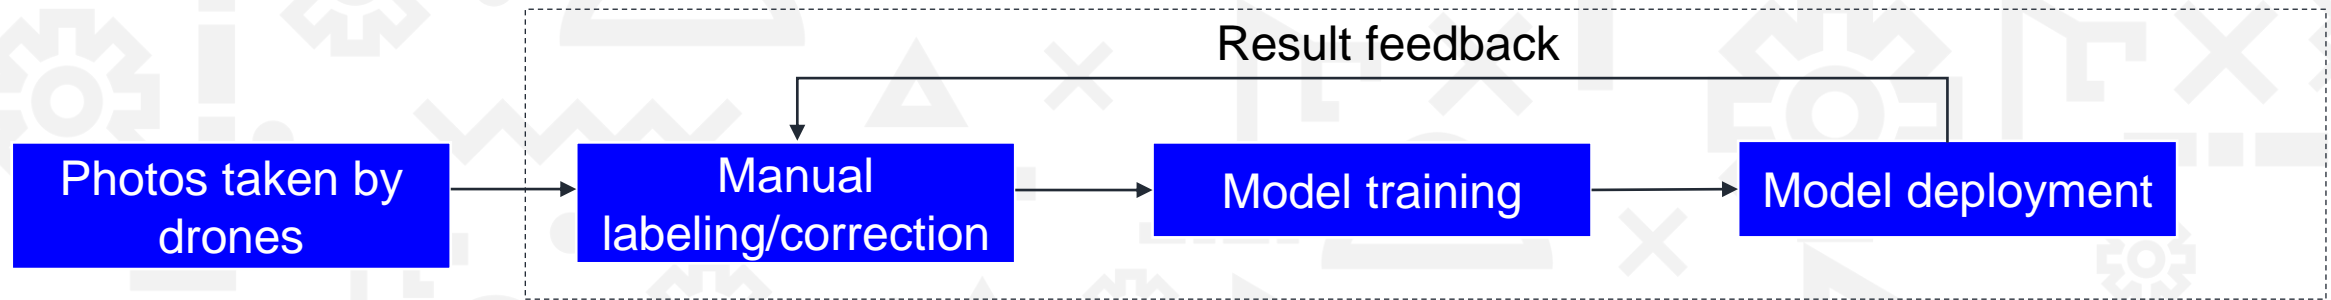 Result feedback
Photos taken by
drones
Manual
labeling/correction
Model training
Model deployment